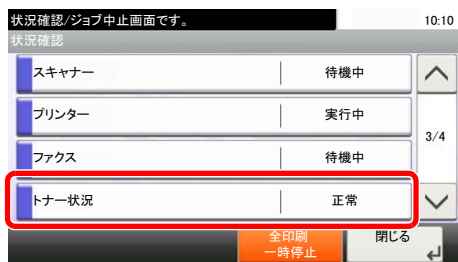 状況確認/ジョブ中止画面です。 10:10
状況確認
スキャナー 待機中
プリンター 実行中
3/4
ファクス 待機中
トナー状況 正常
全印刷
一時停止
閉じる